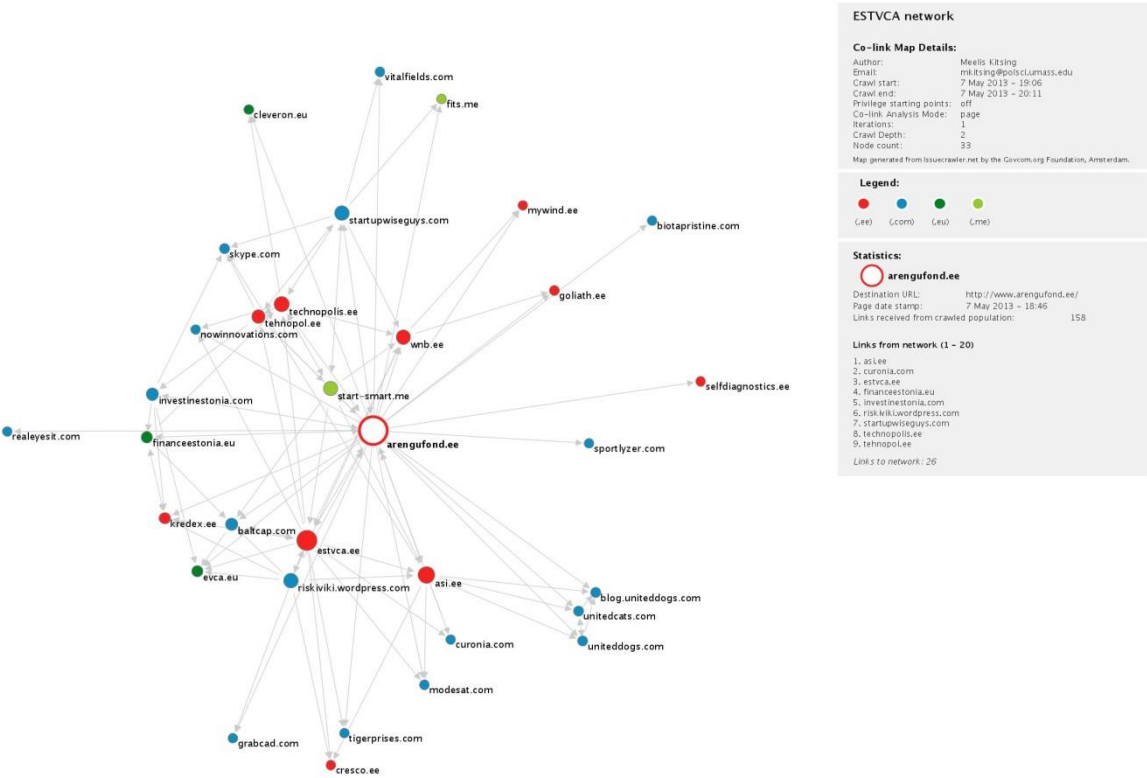 ESTVCA network
Co-link Map Details:
Author: Meelis Kitsing
Email: mkitsing@polsci.umass.edu
Crawl start: 7 May 2013 - 19:06
Crawl end: 7 May 2013 - 20:11
Privilege starting points: off
Co-link Analysis Mode: page
Iterations: 1
Crawl Depth: 2
Node count: 33
Map generated from Issuecrawler.net by the Govcom.org Foundation, Amsterdam.
Legend:
(.ee) (.com) (.eu) (.me)
Statistics:
arengufond.ee
Destination URL: http://www.arengufond.ee/
Page date stamp: 7 May 2013 - 18:46
Links received from crawled population: 158
Links from network (1 - 20)
1. asi.ee
2. curonia.com
3. estvca.ee
4. financeestonia.eu
5. investinestonia.com
6. riskiviki.wordpress.com
7. startupwiseguys.com
8. technopolis.ee
9. tehnopol.ee
Links to network: 26
vitalfields.com
fits.me
cleveron.eu
mywind.ee
startupwiseguys.com
biotapristine.com
skype.com
goliath.ee
technopolis.ee
tehnopol.ee
nowinnovations.com
wnb.ee
selfdiagnostics.ee
start-smart.me
investinestonia.com
realeyesit.com
financeestonia.eu
arengufond.ee
sportlyzer.com
kredex.ee
baltcap.com
estvca.ee
evca.eu
riskiviki.wordpress.com
asi.ee
blog.uniteddogs.com
unitedcats.com
uniteddogs.com
curonia.com
modesat.com
grabcad.com
tigerprises.com
cresco.ee